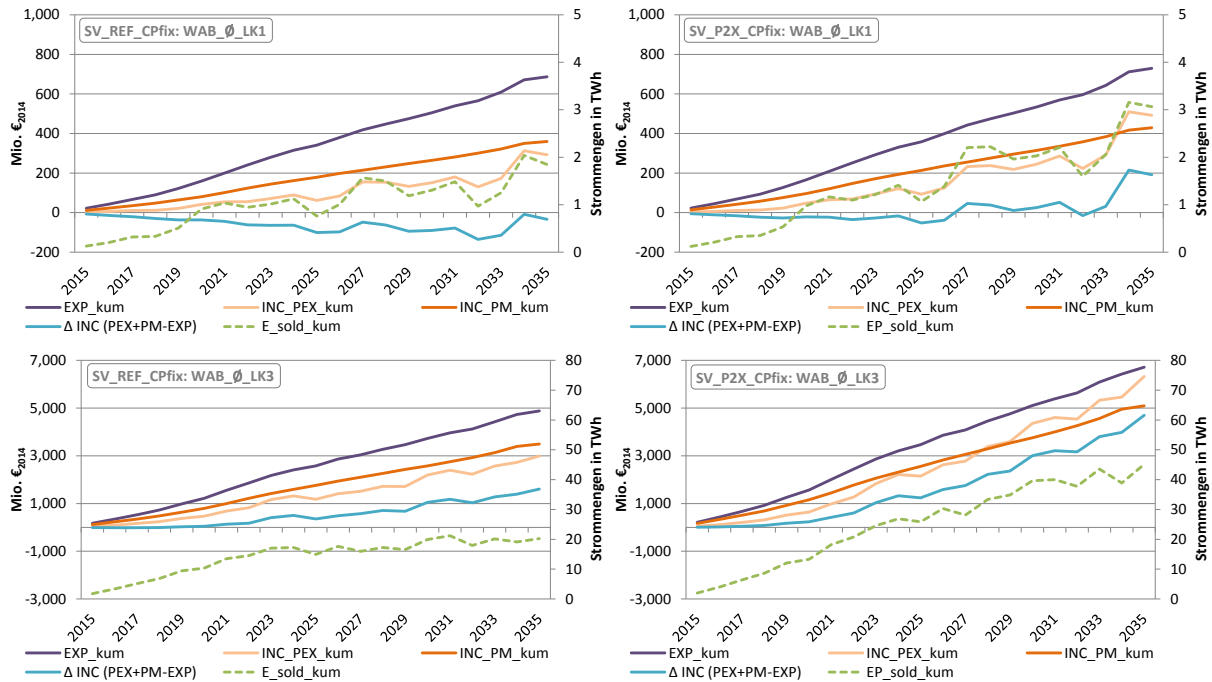 SV_REF_CPfix: WAB_Ø_LK1
1,000
800
600
400
200
0
-200
Mio. €2014
5
4
3
2
1
0
Strommengen in TWh
2015 2017 2019 2021 2023 2025 2027 2029 2031 2033 2035
EXP_kum INC_PEX_kum INC_PM_kum
Δ INC (PEX+PM-EXP) E_sold_kum
SV_P2X_CPfix: WAB_Ø_LK1
1,000
800
600
400
200
0
-200
Mio. €2014
5
4
3
2
1
0
Strommengen in TWh
2015 2017 2019 2021 2023 2025 2027 2029 2031 2033 2035
EXP_kum INC_PEX_kum INC_PM_kum
Δ INC (PEX+PM-EXP) EP_sold_kum
SV_REF_CPfix: WAB_Ø_LK3
7,000
5,000
3,000
1,000
-1,000
-3,000
Mio. €2014
80
70
60
50
40
30
20
10
0
Strommengen in TWh
2015 2017 2019 2021 2023 2025 2027 2029 2031 2033 2035
EXP_kum INC_PEX_kum INC_PM_kum
Δ INC (PEX+PM-EXP) E_sold_kum
SV_P2X_CPfix: WAB_Ø_LK3
7,000
5,000
3,000
1,000
-1,000
-3,000
Mio. €2014
80
70
60
50
40
30
20
10
0
Strommengen in TWh
2015 2017 2019 2021 2023 2025 2027 2029 2031 2033 2035
EXP_kum INC_PEX_kum INC_PM_kum
Δ INC (PEX+PM-EXP) EP_sold_kum